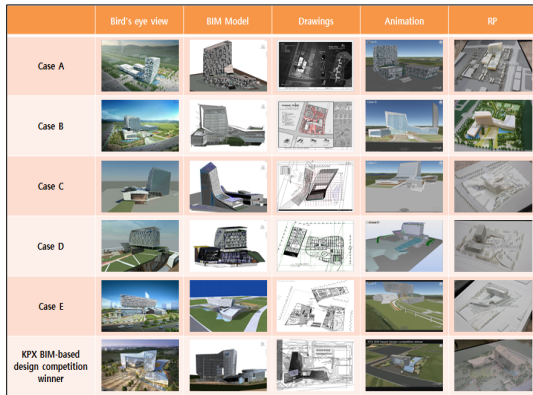 Bird's eye view BIM Model Drawings Animation RP
Case A
Case B
Case C
Case D
Case E
KPX BIM-based
design competition
winner